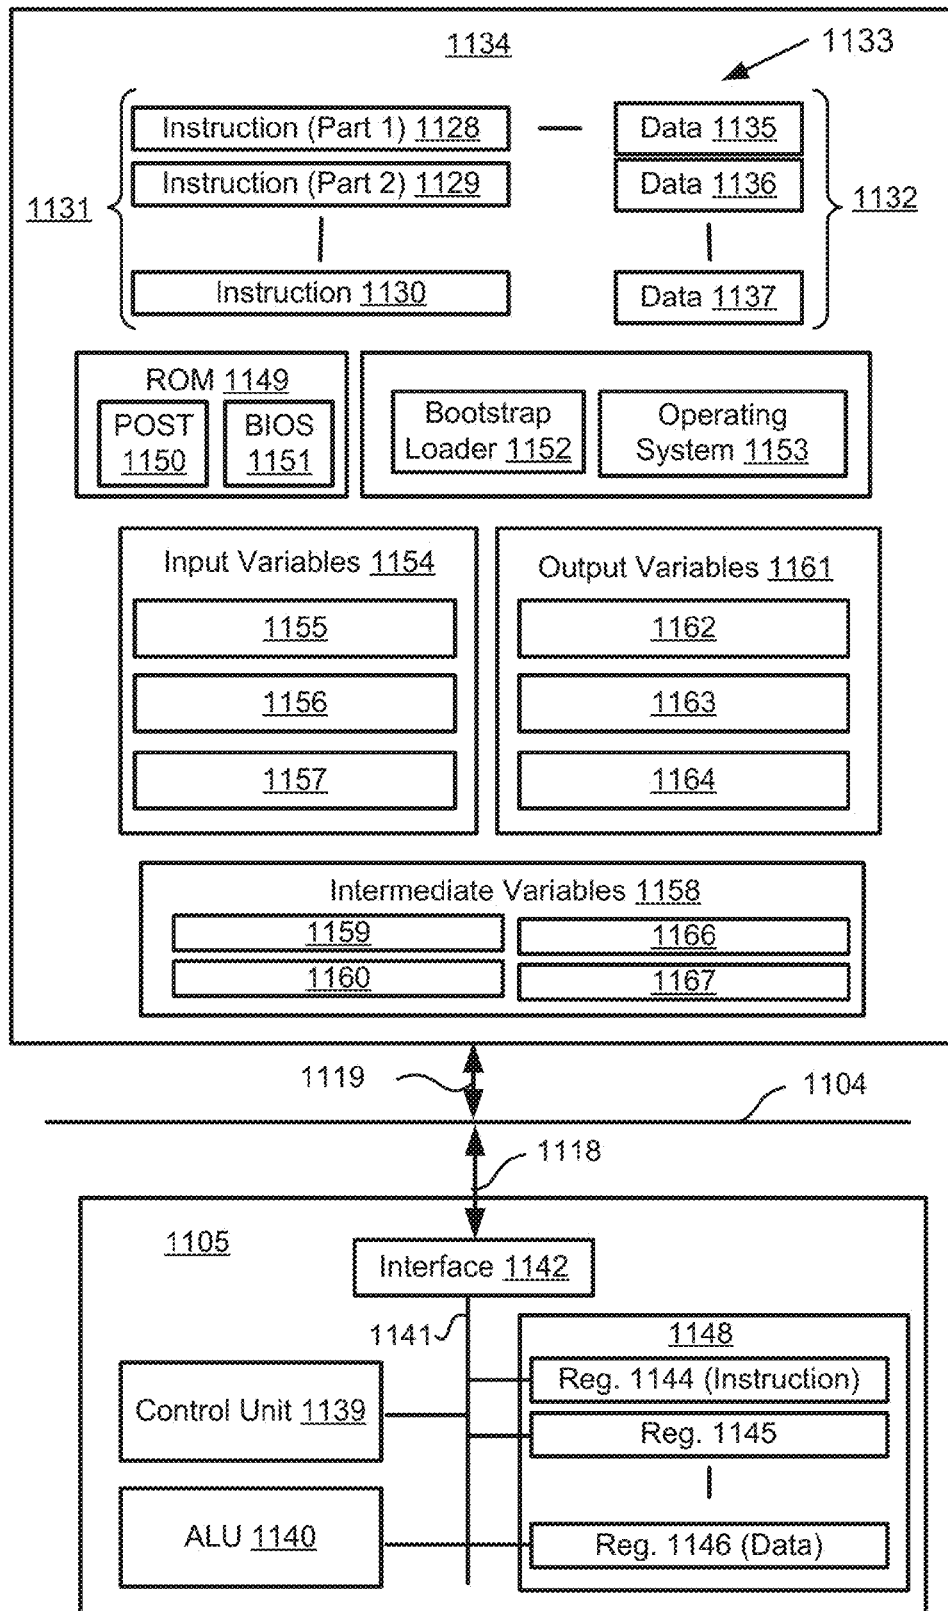 1134
1133
Instruction (Part 1) 1128
Data 1135
Instruction (Part 2) 1129
Data 1136
1131
1132
Instruction 1130
Data 1137
ROM 1149
POST
1150
BIOS
1151
Bootstrap
Loader 1152
Operating
System 1153
Input Variables 1154
1155
1156
1157
Output Variables 1161
1162
1163
1164
Intermediate Variables 1158
1159
1166
1160
1167
1119
1104
1118
1105
Interface 1142
1141
1148
Reg. 1144 (Instruction)
Control Unit 1139
Reg. 1145
ALU 1140
Reg. 1146 (Data)